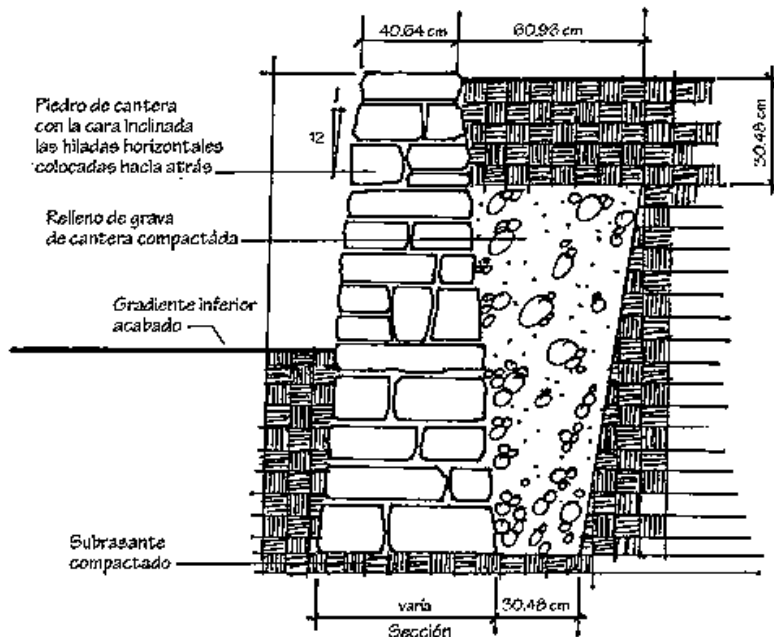 40.64 cm
60.96 cm
Piedro de cantera
con la cara inclinada
las hiladas horizontales
colocadas hacia atrás
1
12
30.48 cm
Relleno de grava
de cantera compactada
Gradiente inferior
acabado
Subrasante
compactado
varía
30.48 cm
Sección